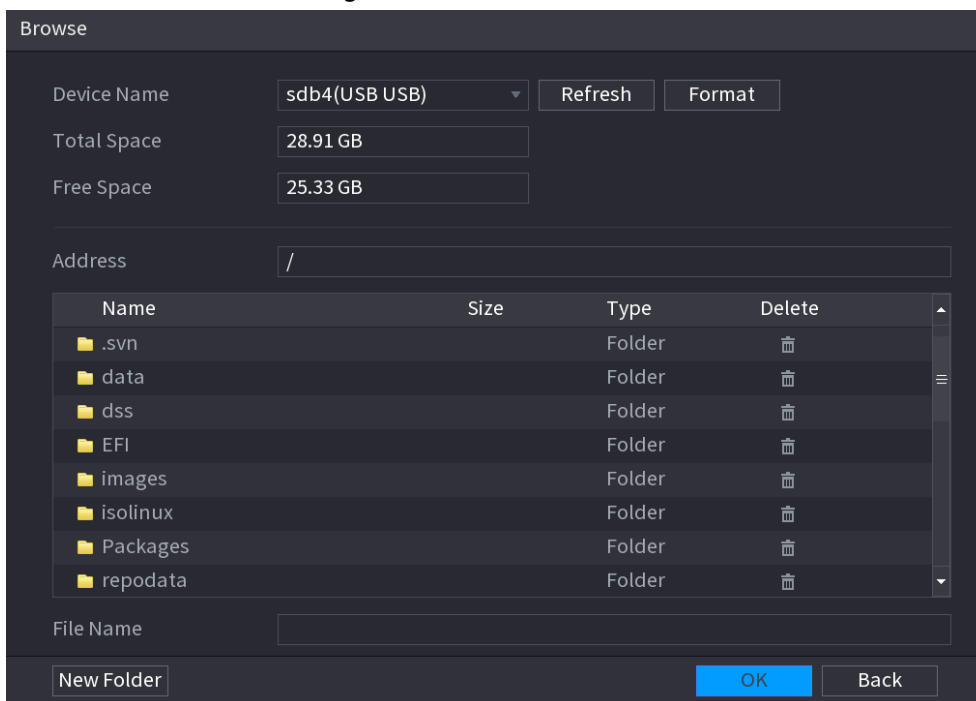 Browse
Device Name sdb4(USB USB) Refresh Format
Total Space 28.91 GB
Free Space 25.33 GB
Address /
Name Size Type Delete
.svn Folder
data Folder
dss Folder
EFI Folder
images Folder
isolinux Folder
Packages Folder
repodata Folder
File Name
New Folder OK Back